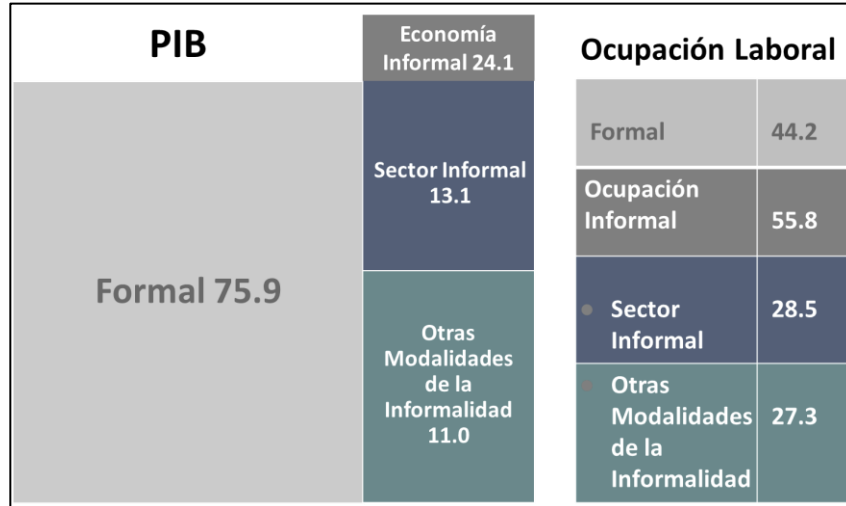 PIB
Economía
Informal 24.1
Formal 75.9
Sector Informal
13.1
Otras
Modalidades
de la
Informalidad
11.0
Ocupación Laboral
Formal 44.2
Ocupación
Informal 55.8
• Sector 28.5
Informal
• Otras
Modalidades 27.3
de la
Informalidad